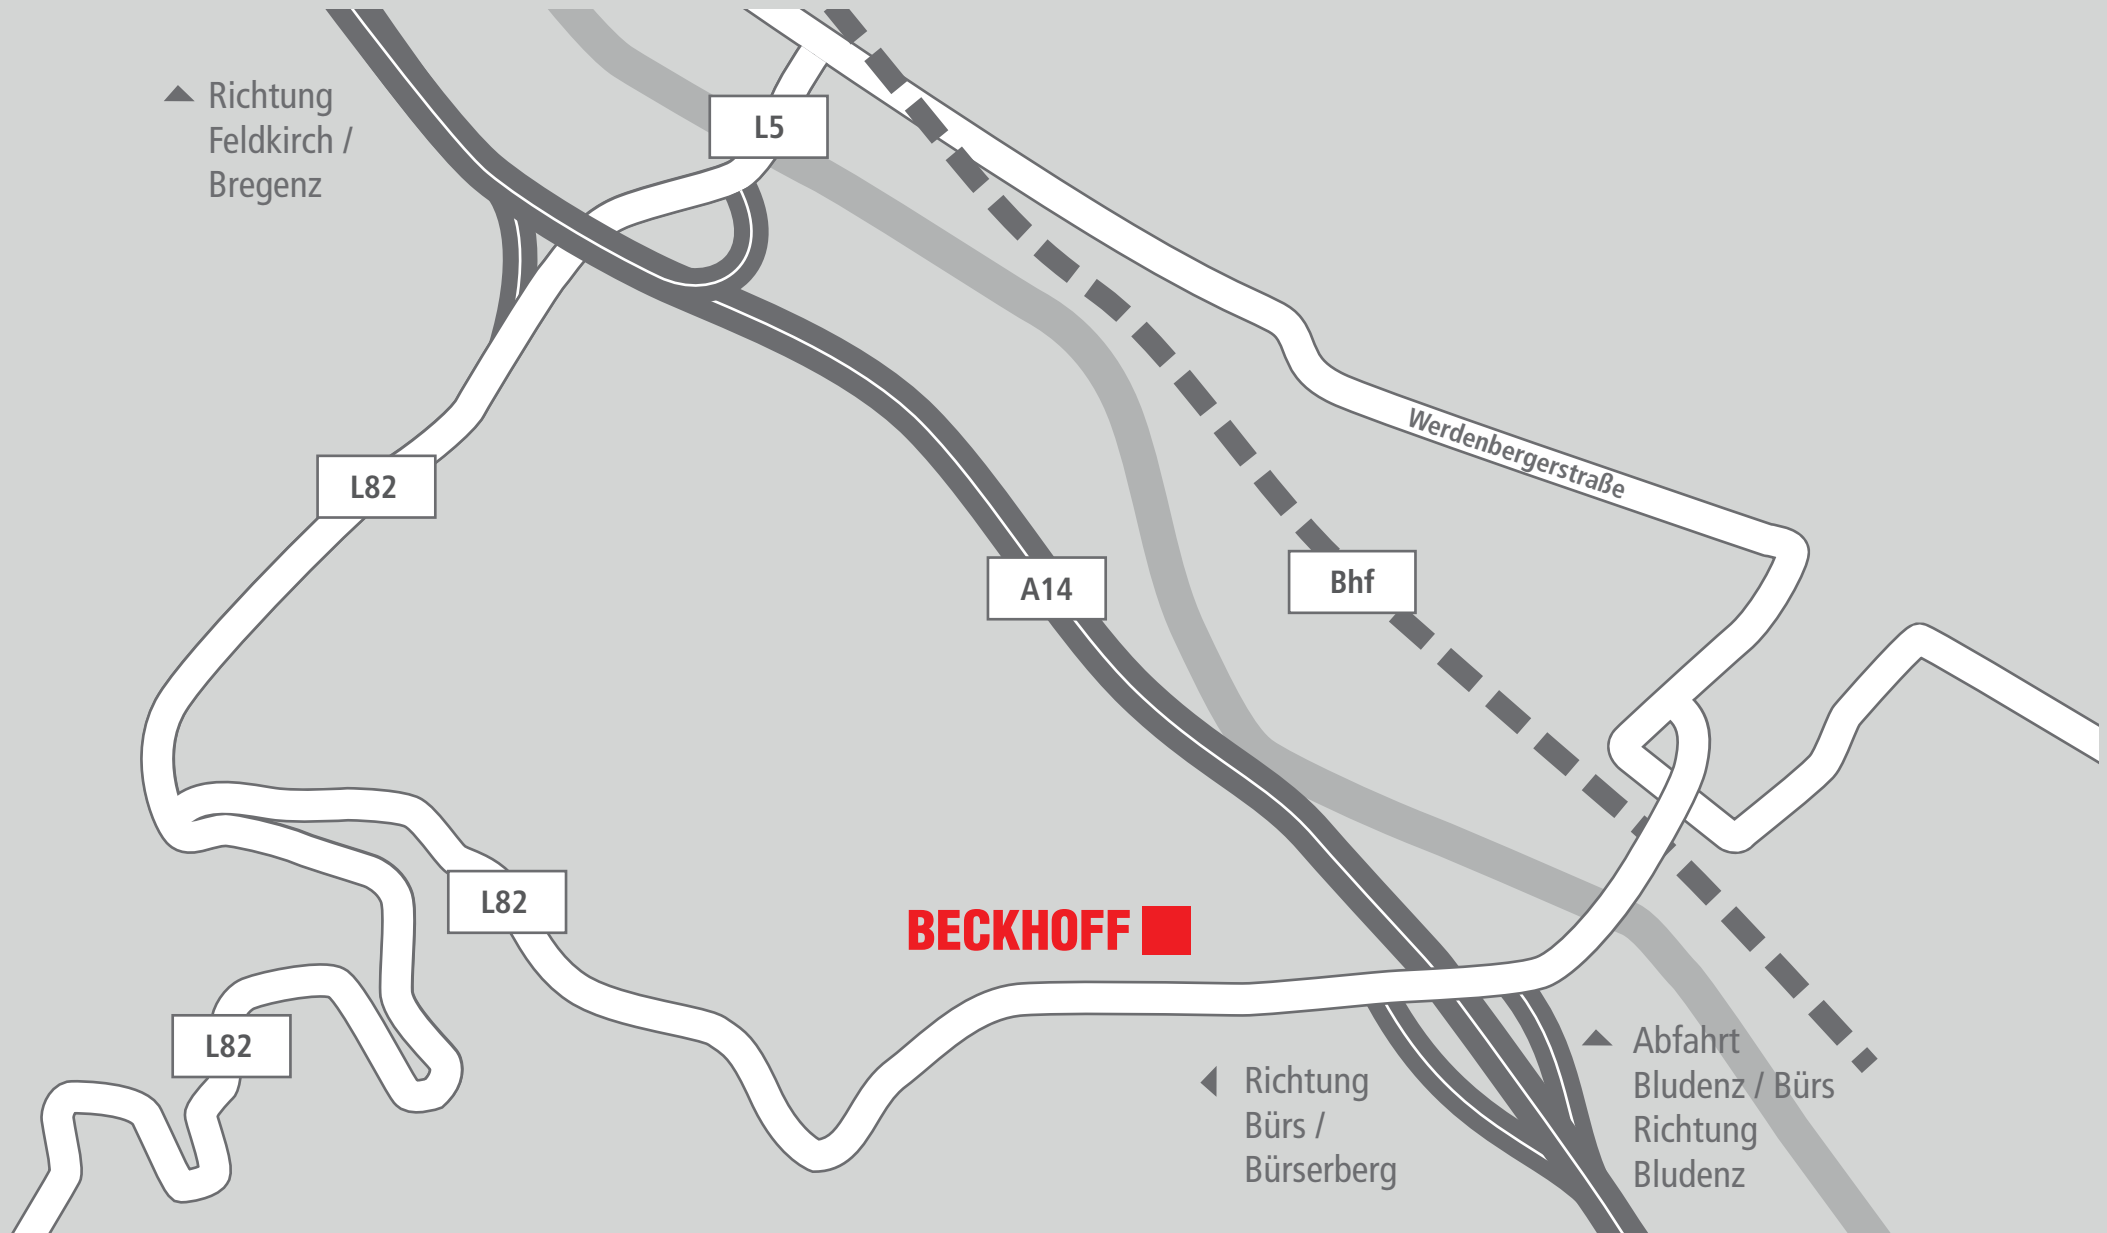 Richtung
Feldkirch /
Bregenz
L5
Werdenbergerstraße
L82
A14
Bhf
L82
BECKHOFF
L82
Richtung
Bürs /
Bürserberg
Abfahrt
Bludenz / Bürs
Richtung
Bludenz